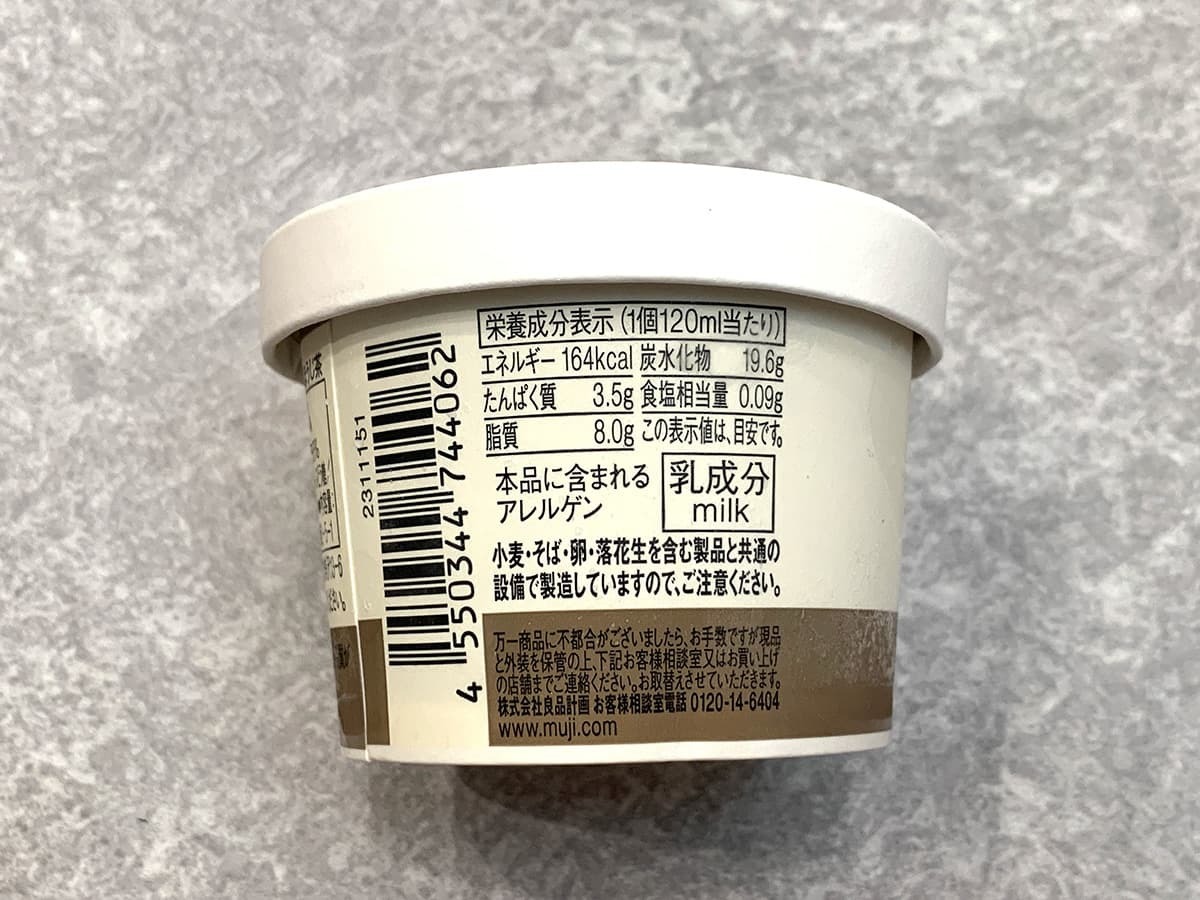 栄養成分表示(1個120ml当たり)
エネルギー 164kcal 炭水化物 19.6g
たんぱく質 3.5g 食塩相当量 0.09g
脂質 8.0g この表示値は、目安です。
本品に含まれる
アレルゲン
乳成分
milk
小麦・そば・卵・落花生を含む製品と共通の
設備で製造していますので、ご注意ください。
万一商品に不都合がございましたら、お手数ですが現品
と外装を保管の上、下記お客様相談室又はお買い上げ
の店舗までご連絡ください。お取替えさせていただきます。
株式会社良品計画 お客様相談室電話 0120-14-6404
www.muji.com
2311151
4 550344 744062